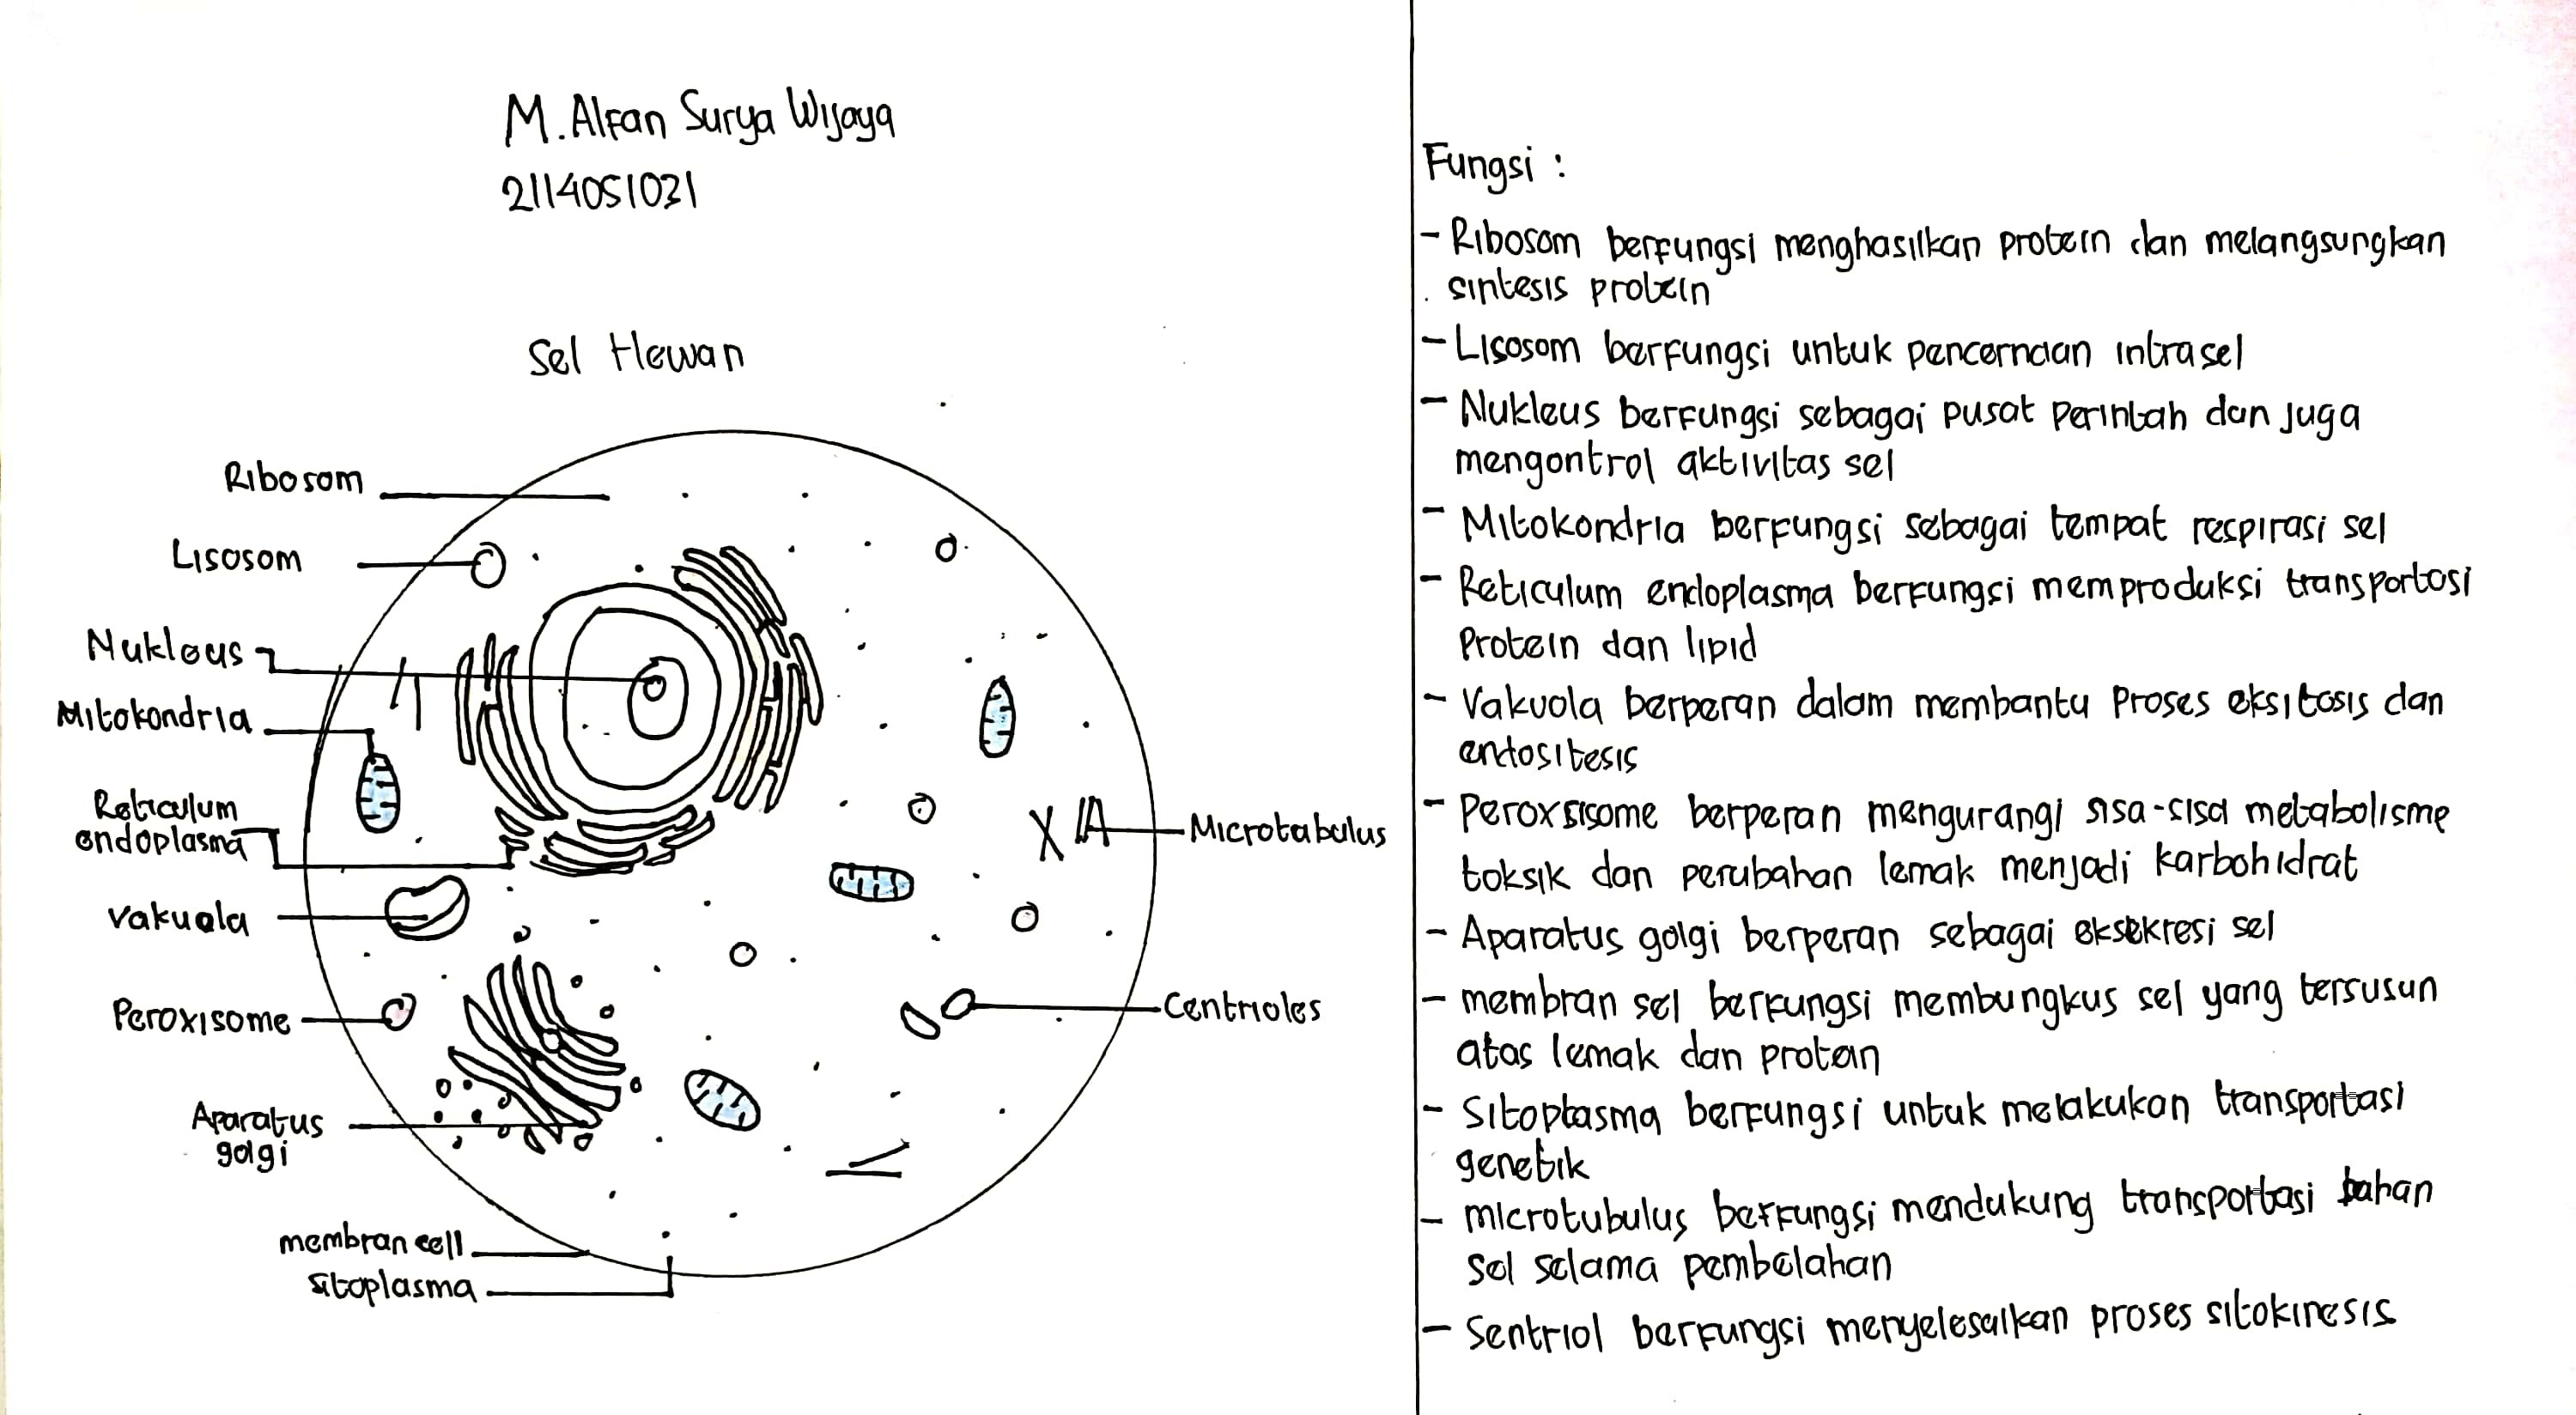 M. Alfan Surya Wijaya
2114051031
Sel Hewan
Ribosom
Lisosom
Nukleus
Mitokondria
Reticulum
endoplasma
Vakuola
Peroxisome
Aparatus
golgi
membran cell
sitoplasma
Microtabulus
Centrioles
Fungsi :
- Ribosom berfungsi menghasilkan protein dan melangsungkan
sintesis protein
- Lisosom berfungsi untuk pencernaan intrasel
- Nukleus berfungsi sebagai pusat perintah dan juga
mengontrol aktivitas sel
- Mitokondria berfungsi sebagai tempat respirasi sel
- Reticulum endoplasma berfungsi memproduksi transportasi
Protein dan lipid
- Vakuola berperan dalam membantu proses eksitosis dan
endositesis
- Peroxsisome berperan mengurangi sisa-sisa metabolisme
toksik dan perubahan lemak menjadi karbohidrat
- Aparatus golgi berperan sebagai eksekresi sel
- membran sel berfungsi membungkus sel yang tersusun
atas lemak dan protein
- Sitoplasma berfungsi untuk melakukan transportasi
genetik
- microtubulus berfungsi mendukung transportasi bahan
sel selama pembelahan
- Sentriol berfungsi menyelesaikan proses sitokinesis